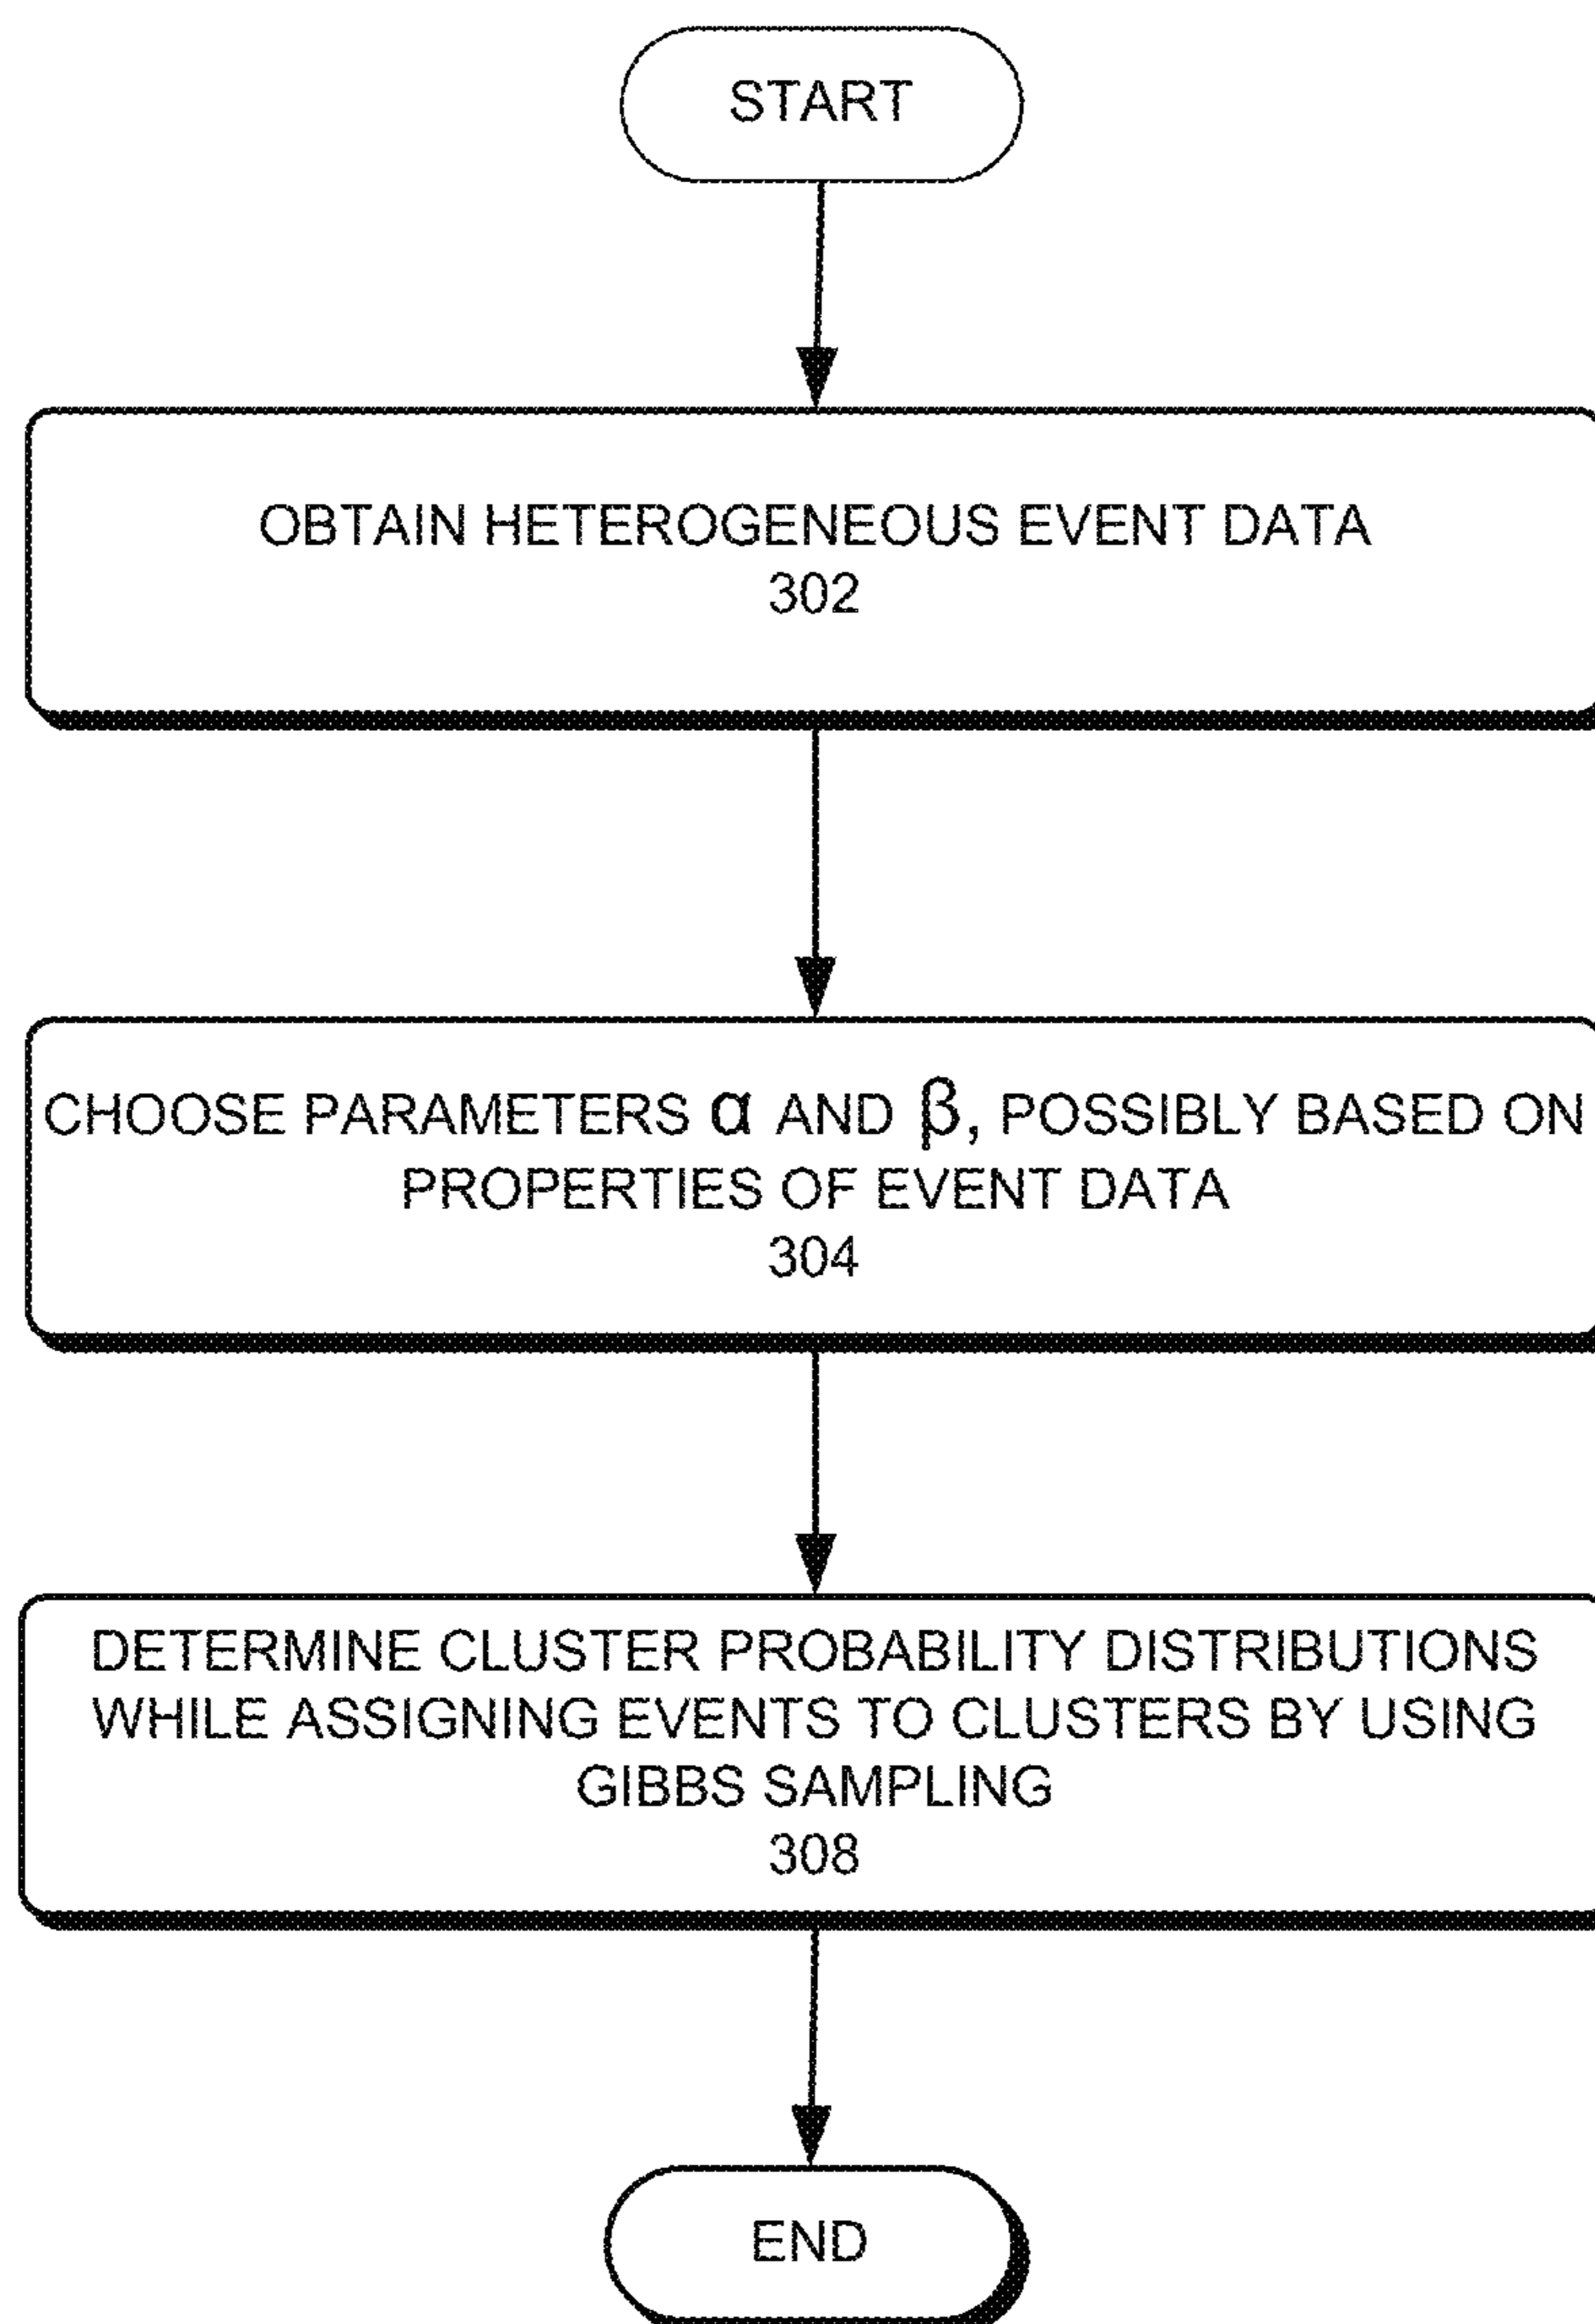 START
OBTAIN HETEROGENEOUS EVENT DATA
302
CHOOSE PARAMETERS α AND β, POSSIBLY BASED ON
PROPERTIES OF EVENT DATA
304
DETERMINE CLUSTER PROBABILITY DISTRIBUTIONS
WHILE ASSIGNING EVENTS TO CLUSTERS BY USING
GIBBS SAMPLING
308
END